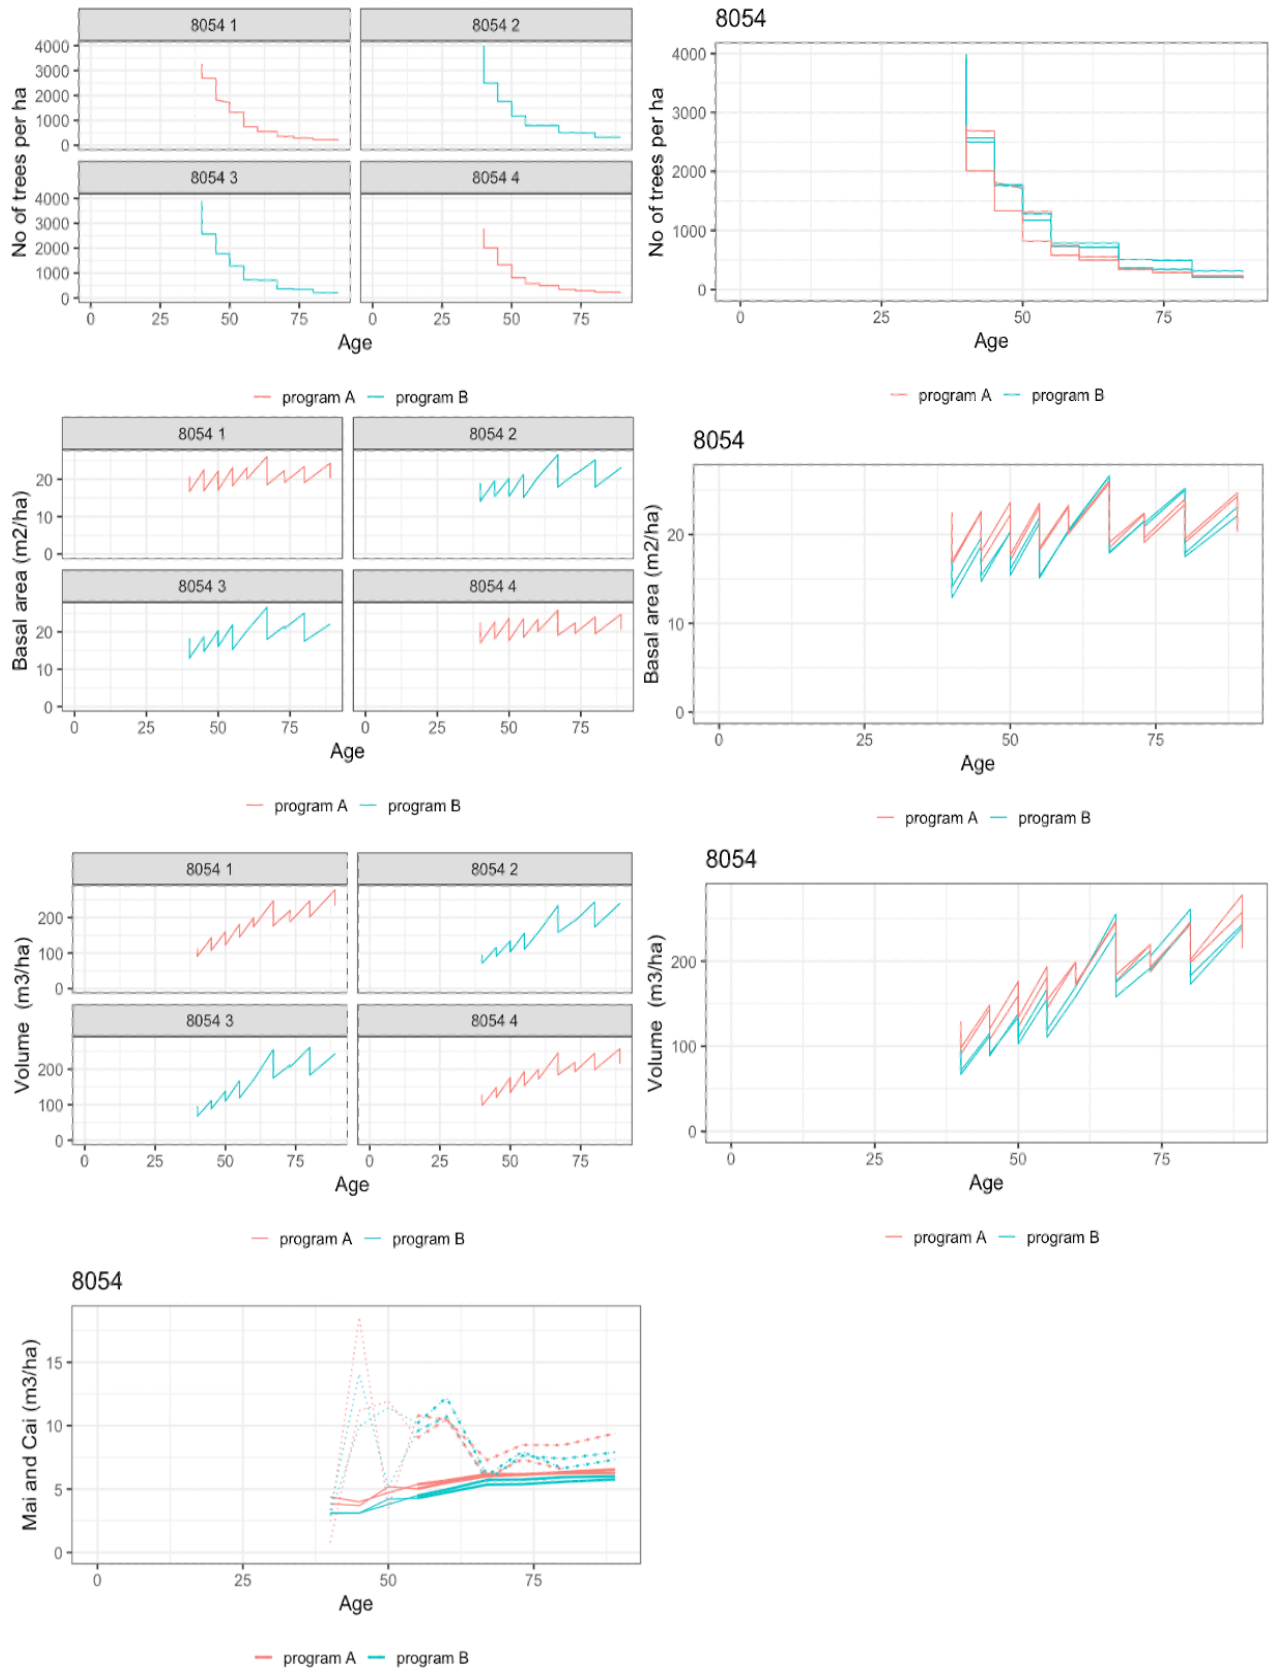 8054 1
8054 2
4000
3000
2000
1000
0
8054 3
8054 4
4000
3000
2000
1000
0
0 25 50 75 0 25 50 75
No of trees per ha
Age
program A program B
8054
4000
3000
2000
1000
0
0 25 50 75
No of trees per ha
Age
program A program B
8054 1
8054 2
20
10
0
8054 3
8054 4
20
10
0
0 25 50 75 0 25 50 75
Basal area (m2/ha)
Age
program A program B
8054
20
10
0
0 25 50 75
Basal area (m2/ha)
Age
program A program B
8054 1
8054 2
200
100
0
8054 3
8054 4
200
100
0
0 25 50 75 0 25 50 75
Volume (m3/ha)
Age
program A program B
8054
200
100
0
0 25 50 75
Volume (m3/ha)
Age
program A program B
8054
15
10
5
0
0 25 50 75
Mai and Cai (m3/ha)
Age
program A program B